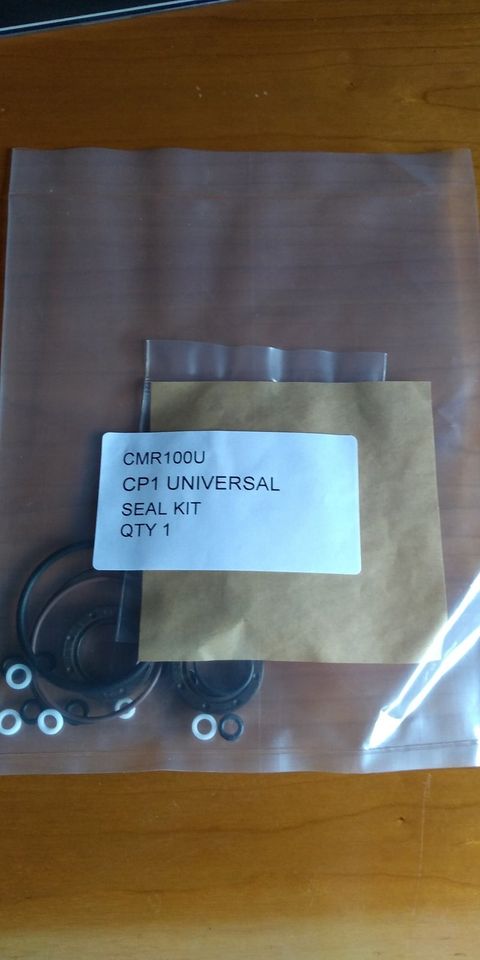 CMR100U
CP1 UNIVERSAL
SEAL KIT
QTY 1